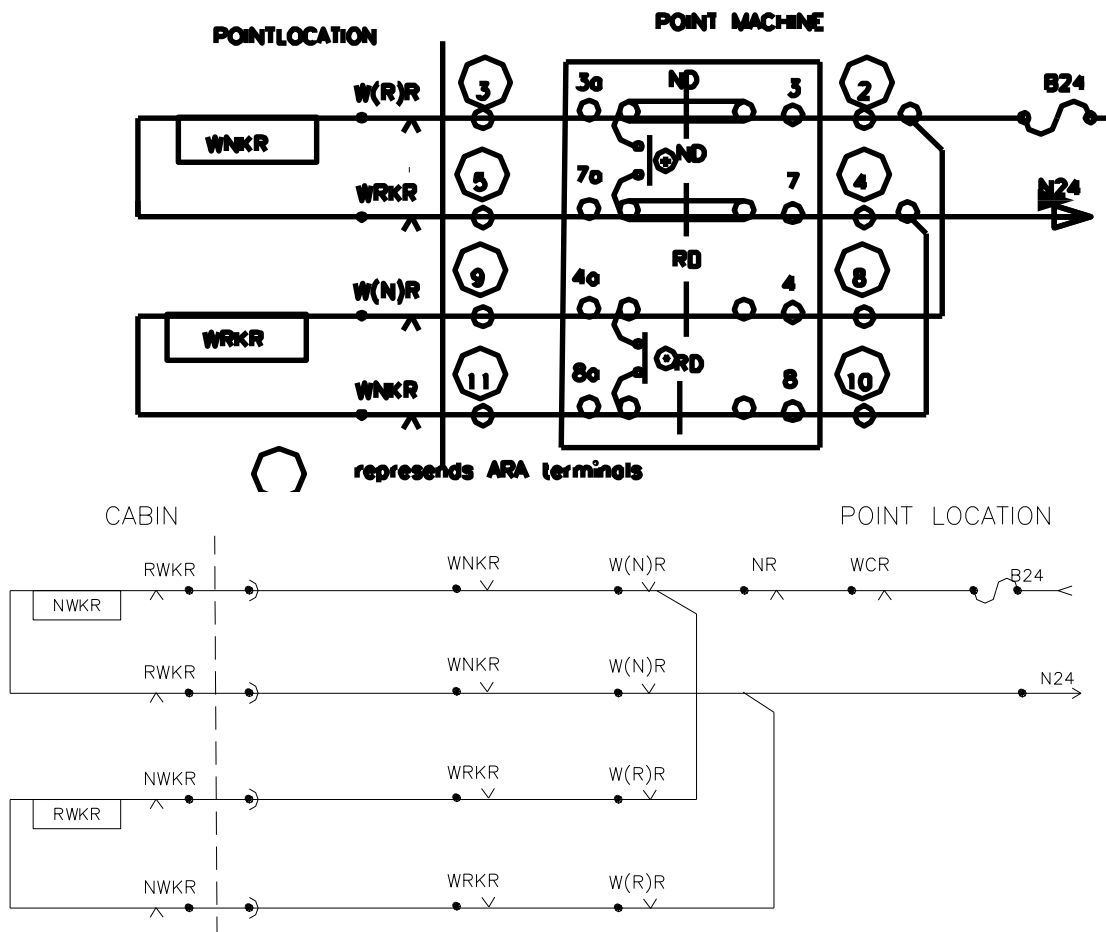 POINTLOCATION
POINT MACHINE
W(R)R 3 3a ND 3 2 B24
WNKR
ND
WRKR 5 7a 7 4 N24
RD
W(N)R 9 4a 4 8
WRKR
RD
WNKR 11 8a 8 10
represends ARA terminals
CABIN
POINT LOCATION
RWKR WNKR W(N)R NR WCR B24
NWKR
RWKR WNKR W(N)R N24
NWKR WRKR W(R)R
RWKR
NWKR WRKR W(R)R